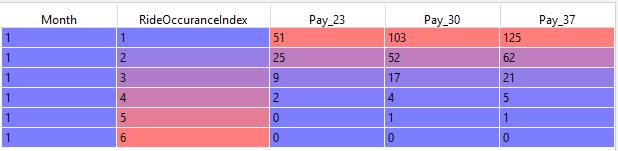 Month RideOccuranceIndex Pay_23 Pay_30 Pay_37
1 1 51 103 125
1 2 25 52 62
1 3 9 17 21
1 4 2 4 5
1 5 0 1 1
1 6 0 0 0